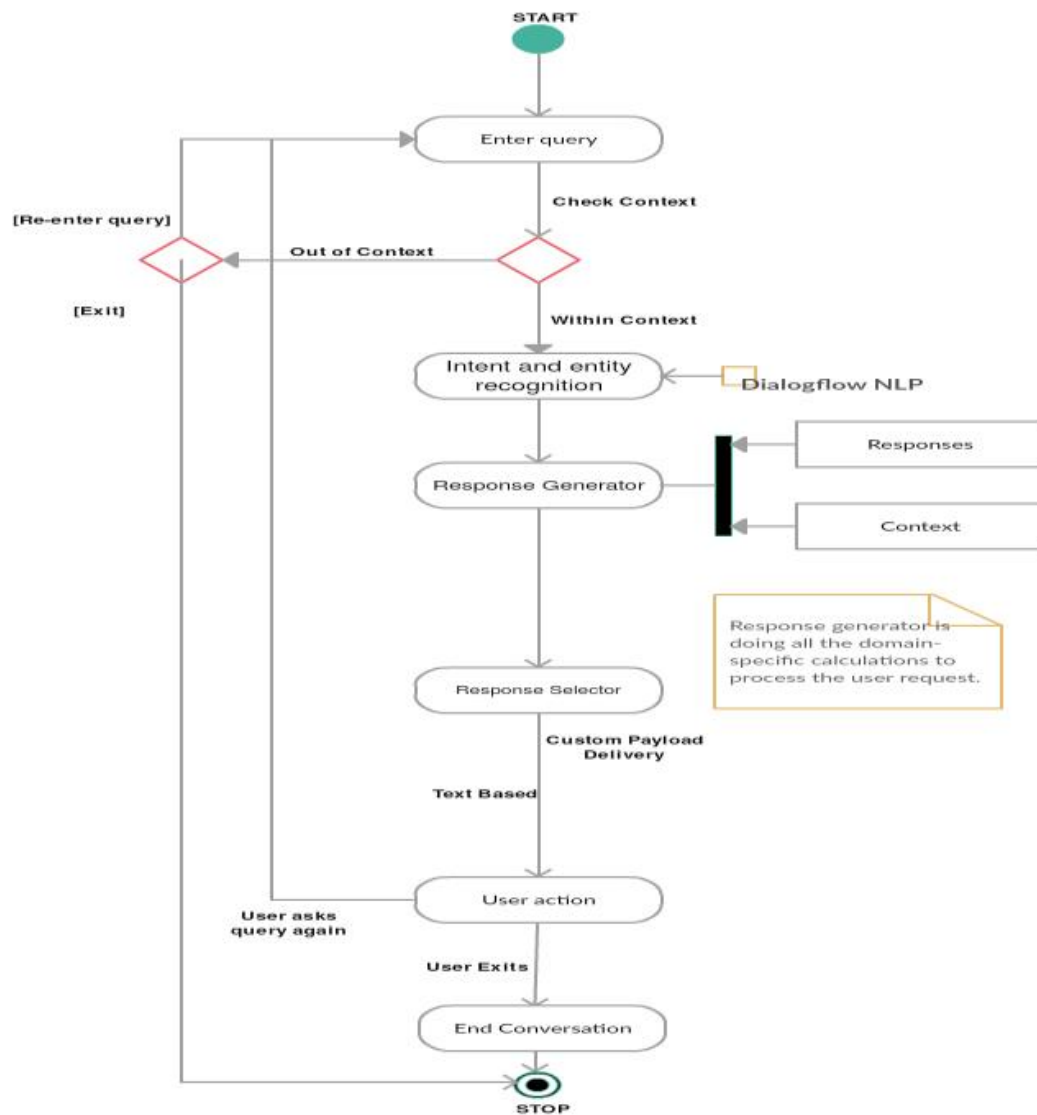 START
Enter query
Check Context
[Re-enter query]
Out of Context
[Exit]
Within Context
Intent and entity
recognition
Dialogflow NLP
Responses
Response Generator
Context
Response generator is
doing all the domain-
specific calculations to
process the user request.
Response Selector
Custom Payload
Delivery
Text Based
User action
User asks
query again
User Exits
End Conversation
STOP